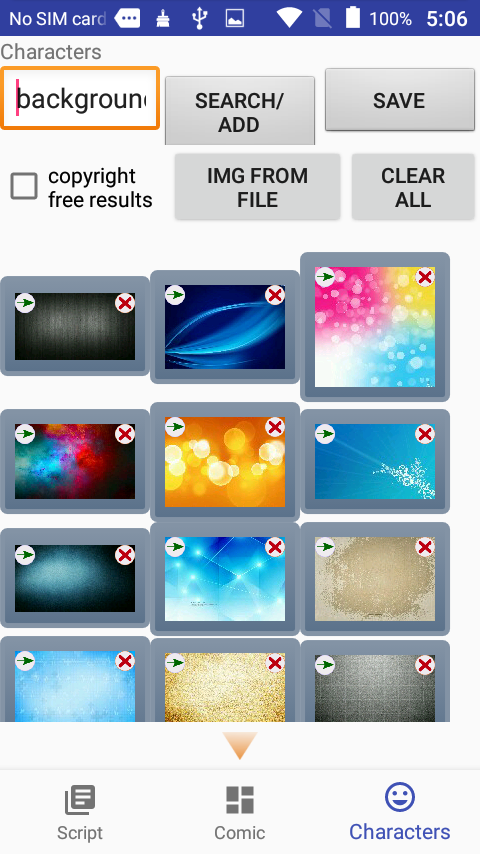 No SIM card
100%
5:06
Characters
background
SEARCH/
ADD
SAVE
copyright
free results
IMG FROM
FILE
CLEAR
ALL
Script
Comic
Characters